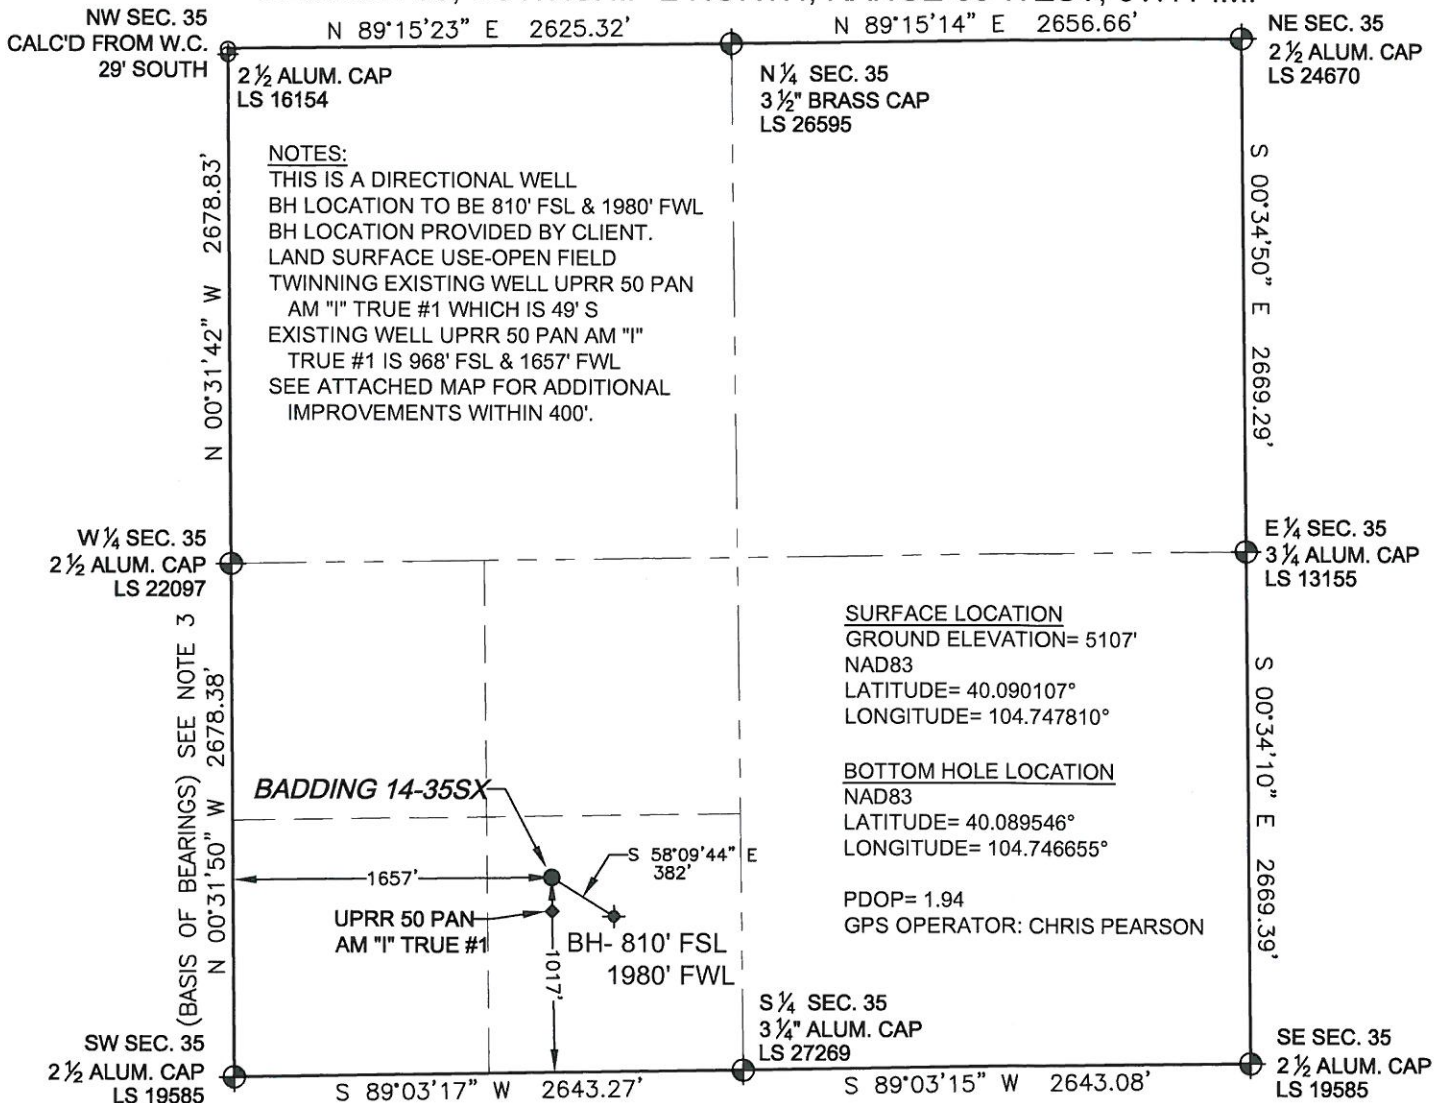 NW SEC. 35
CALC'D FROM W.C.
29' SOUTH
N 89°15'23" E 2625.32'
N 89°15'14" E 2656.66'
NE SEC. 35
2 ½ ALUM. CAP
LS 24670
2 ½ ALUM. CAP
LS 16154
N ¼ SEC. 35
3 ½" BRASS CAP
LS 26595
NOTES:
THIS IS A DIRECTIONAL WELL
BH LOCATION TO BE 810' FSL & 1980' FWL
BH LOCATION PROVIDED BY CLIENT.
LAND SURFACE USE-OPEN FIELD
TWINNING EXISTING WELL UPRR 50 PAN
AM "I" TRUE #1 WHICH IS 49' S
EXISTING WELL UPRR 50 PAN AM "I"
TRUE #1 IS 968' FSL & 1657' FWL
SEE ATTACHED MAP FOR ADDITIONAL
IMPROVEMENTS WITHIN 400'.
N 00°31'42" W 2678.83'
S 00°34'50" E 2669.29'
W ¼ SEC. 35
2 ½ ALUM. CAP
LS 22097
E ¼ SEC. 35
3 ¼ ALUM. CAP
LS 13155
(BASIS OF BEARINGS) SEE NOTE 3
N 00°31'50" W 2678.38'
SURFACE LOCATION
GROUND ELEVATION= 5107'
NAD83
LATITUDE= 40.090107°
LONGITUDE= 104.747810°
BOTTOM HOLE LOCATION
NAD83
LATITUDE= 40.089546°
LONGITUDE= 104.746655°
PDOP= 1.94
GPS OPERATOR: CHRIS PEARSON
S 00°34'10" E 2669.39'
BADDING 14-35SX
S 58°09'44" E
382'
1657'
UPRR 50 PAN
AM "I" TRUE #1
BH- 810' FSL
1980' FWL
1017'
SW SEC. 35
2 ½ ALUM. CAP
LS 19585
S 89°03'17" W 2643.27'
S ¼ SEC. 35
3 ¼" ALUM. CAP
LS 27269
S 89°03'15" W 2643.08'
SE SEC. 35
2 ½ ALUM. CAP
LS 19585